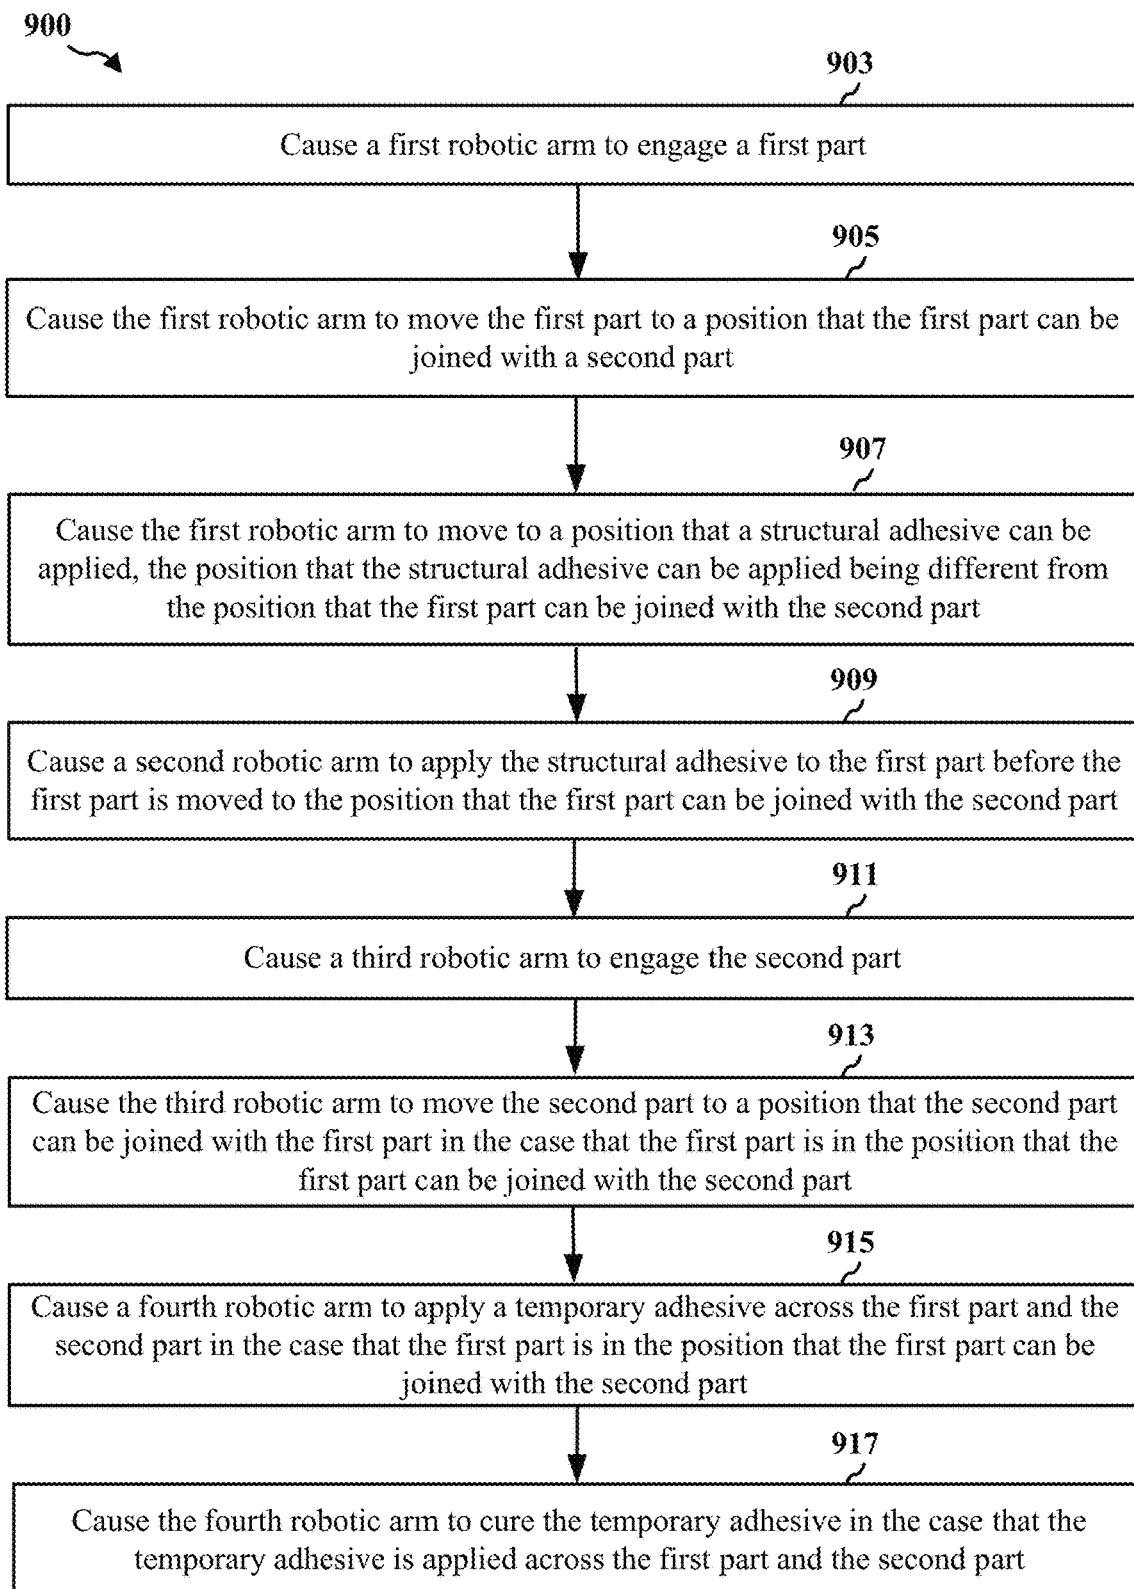 900
903
Cause a first robotic arm to engage a first part
905
Cause the first robotic arm to move the first part to a position that the first part can be
joined with a second part
907
Cause the first robotic arm to move to a position that a structural adhesive can be
applied, the position that the structural adhesive can be applied being different from
the position that the first part can be joined with the second part
909
Cause a second robotic arm to apply the structural adhesive to the first part before the
first part is moved to the position that the first part can be joined with the second part
911
Cause a third robotic arm to engage the second part
913
Cause the third robotic arm to move the second part to a position that the second part
can be joined with the first part in the case that the first part is in the position that the
first part can be joined with the second part
915
Cause a fourth robotic arm to apply a temporary adhesive across the first part and the
second part in the case that the first part is in the position that the first part can be
joined with the second part
917
Cause the fourth robotic arm to cure the temporary adhesive in the case that the
temporary adhesive is applied across the first part and the second part